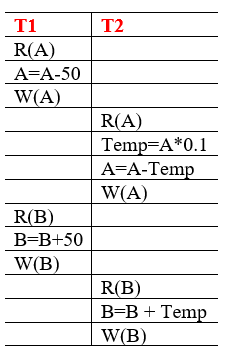 T1 T2
R(A)
A=A-50
W(A)
R(A)
Temp=A*0.1
A=A-Temp
W(A)
R(B)
B=B+50
W(B)
R(B)
B=B + Temp
W(B)